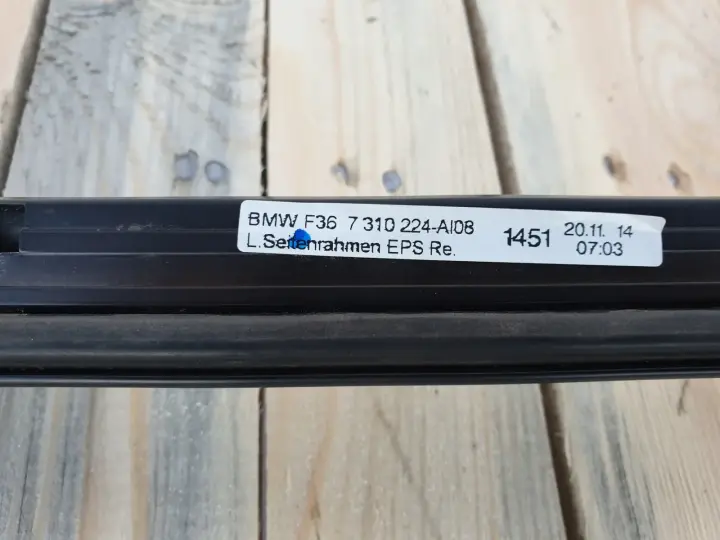 BMW F36 7 310 224-AI08
L.Seitenrahmen EPS Re.
1451
20.11. 14
07:03